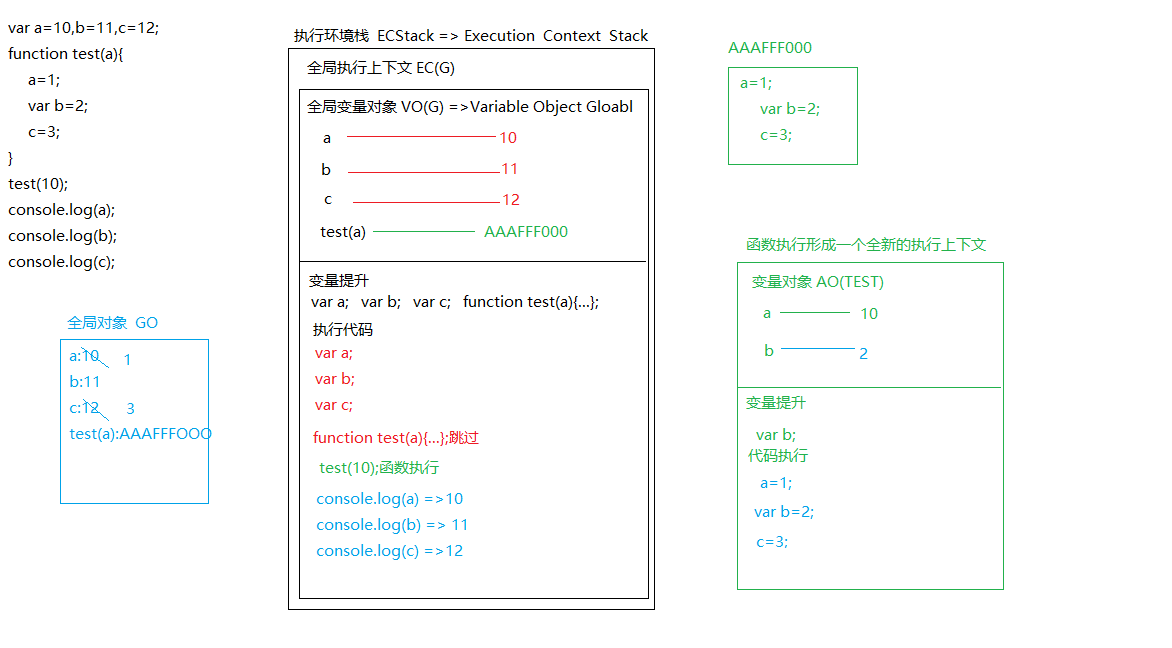 var a=10,b=11,c=12;
function test(a){
a=1;
var b=2;
c=3;
}
test(10);
console.log(a);
console.log(b);
console.log(c);
全局对象 GO
a:10 1
b:11
c:12 3
test(a):AAAFFFOOO
执行环境栈 ECStack => Execution Context Stack
全局执行上下文 EC(G)
全局变量对象 VO(G) =>Variable Object Gloabl
a 10
b 11
c 12
test(a) AAAFFF000
变量提升
var a; var b; var c; function test(a){...};
执行代码
var a;
var b;
var c;
function test(a){...};跳过
test(10);函数执行
console.log(a) =>10
console.log(b) => 11
console.log(c) =>12
AAAFFF000
a=1;
var b=2;
c=3;
函数执行形成一个全新的执行上下文
变量对象 AO(TEST)
a 10
b 2
变量提升
var b;
代码执行
a=1;
var b=2;
c=3;